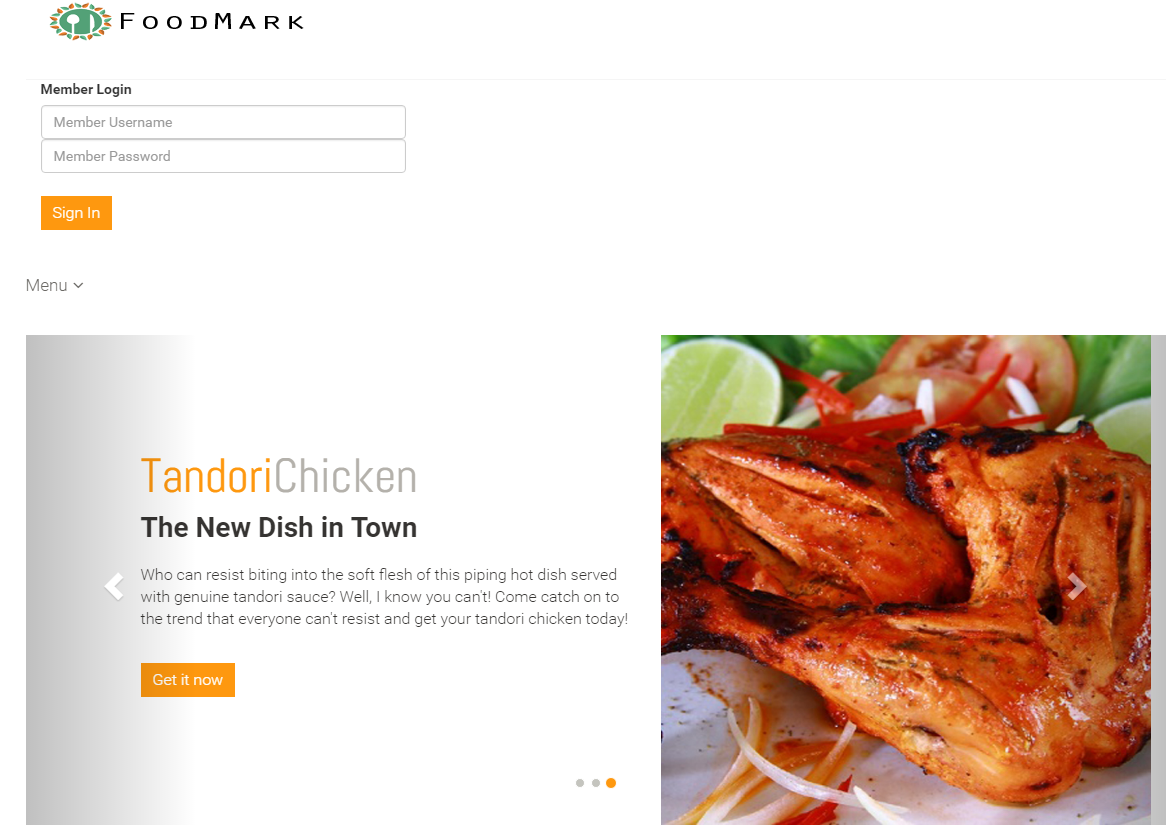 FoodMark
Member Login
Member Username
Member Password
Sign In
Menu
TandoriChicken
The New Dish in Town
Who can resist biting into the soft flesh of this piping hot dish served
with genuine tandori sauce? Well, I know you can't! Come catch on to
the trend that everyone can't resist and get your tandori chicken today!
Get it now